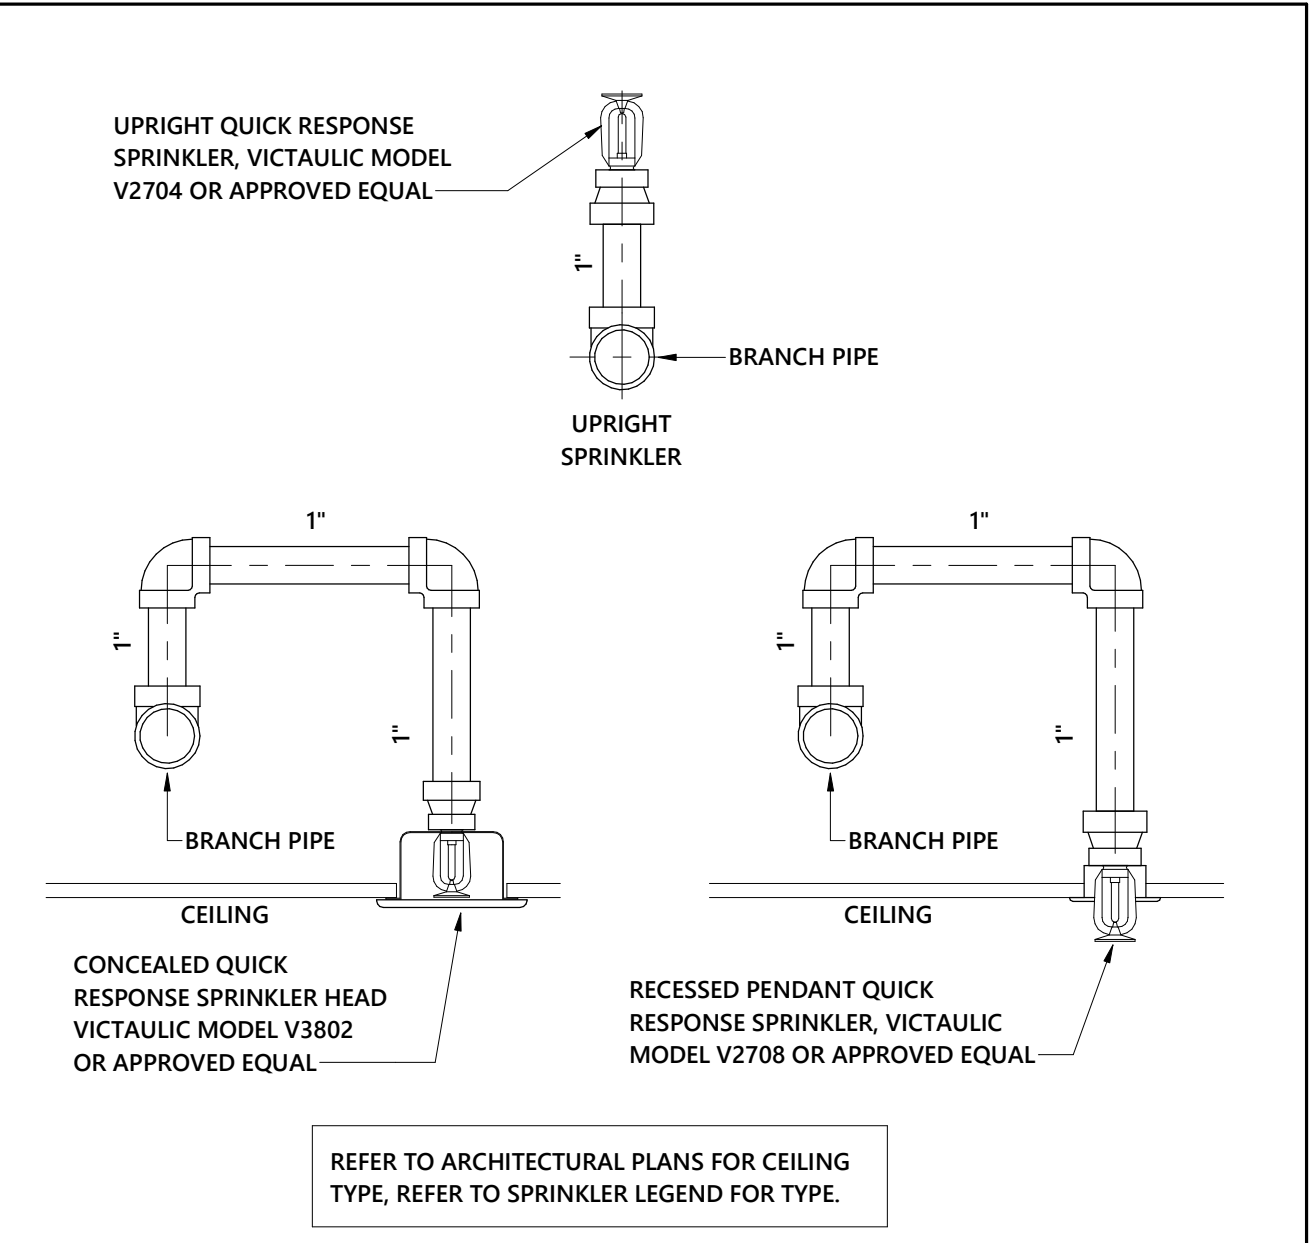 UPRIGHT QUICK RESPONSE
SPRINKLER, VICTAULIC MODEL
V2704 OR APPROVED EQUAL
1"
BRANCH PIPE
UPRIGHT
SPRINKLER
1"
1"
1"
BRANCH PIPE
CEILING
CONCEALED QUICK
RESPONSE SPRINKLER HEAD
VICTAULIC MODEL V3802
OR APPROVED EQUAL
1"
1"
1"
BRANCH PIPE
CEILING
RECESSED PENDANT QUICK
RESPONSE SPRINKLER, VICTAULIC
MODEL V2708 OR APPROVED EQUAL
REFER TO ARCHITECTURAL PLANS FOR CEILING
TYPE, REFER TO SPRINKLER LEGEND FOR TYPE.